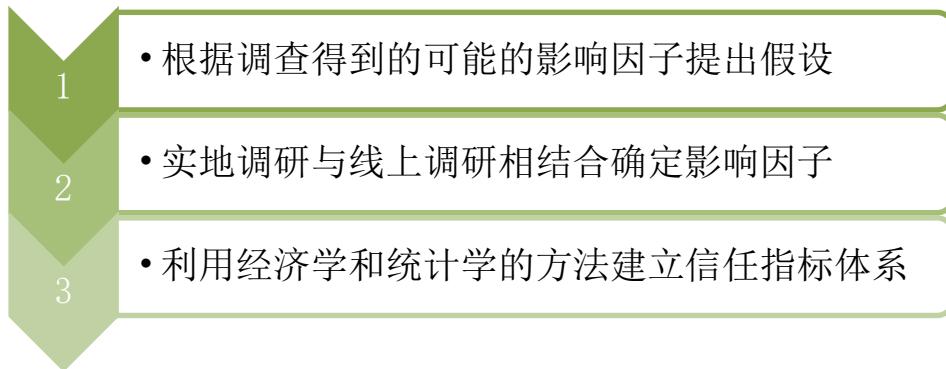 1
• 根据调查得到的可能的影响因子提出假设
2
• 实地调研与线上调研相结合确定影响因子
3
• 利用经济学和统计学的方法建立信任指标体系